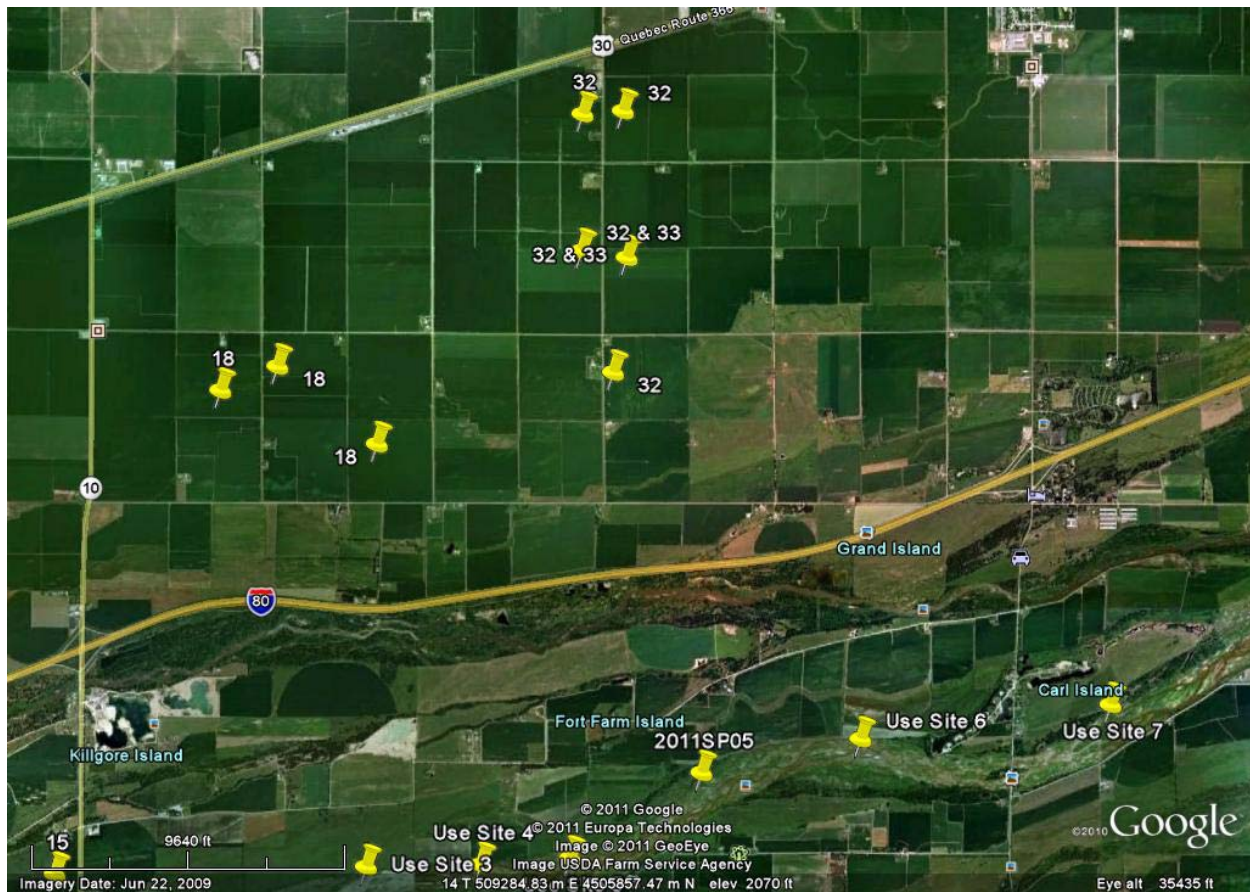 Quebec Route 366
30
32
32
32 & 33
32 & 33
18
18
32
18
10
Grand Island
80
Carl Island
Fort Farm Island
Use Site 6
Use Site 7
2011SP05
Killgore Island
© 2011 Google
Use Site 4
© 2011 Europa Technologies
©2010 Google
15
9640 ft
Image © 2011 GeoEye
Use Site 3
Image USDA Farm Service Agency
Imagery Date: Jun 22, 2009
14 T 509284.83 m E 4505857.47 m N elev 2070 ft
Eye alt 35435 ft